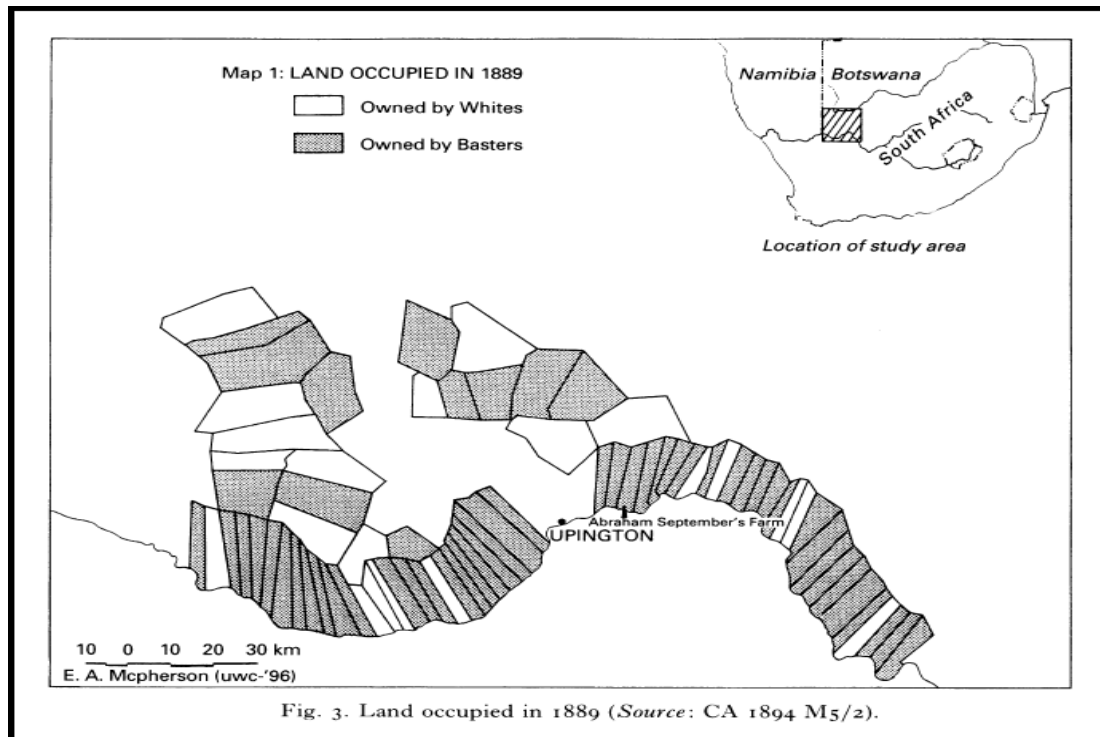 Map 1: LAND OCCUPIED IN 1889
Owned by Whites
Owned by Basters
Namibia
Botswana
South Africa
Location of study area
Abraham September's Farm
UPINGTON
10 0 10 20 30 km
E. A. Mcpherson (uwc-'96)
Fig. 3. Land occupied in 1889 (Source: CA 1894 M5/2).